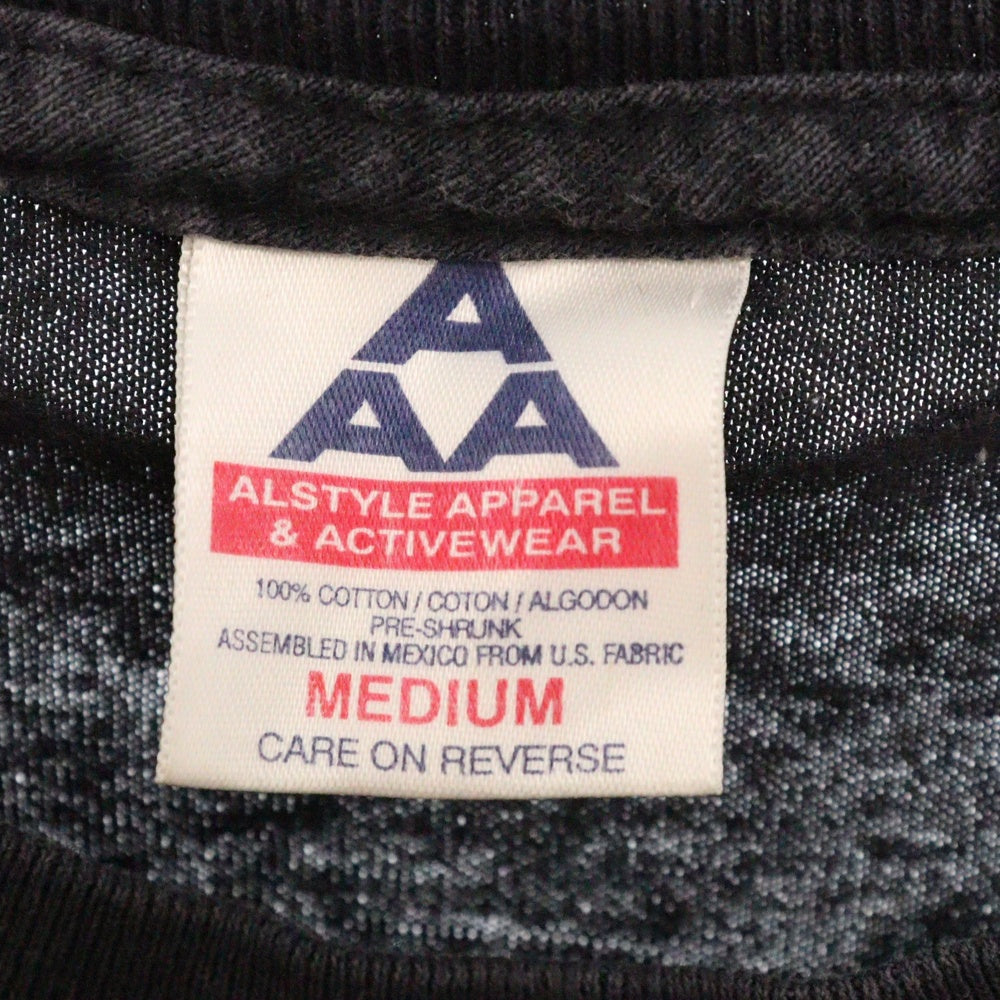 A
AA
ALSTYLE APPAREL
& ACTIVEWEAR
100% COTTON / COTON / ALGODON
PRE-SHRUNK
ASSEMBLED IN MEXICO FROM U.S. FABRIC
MEDIUM
CARE ON REVERSE